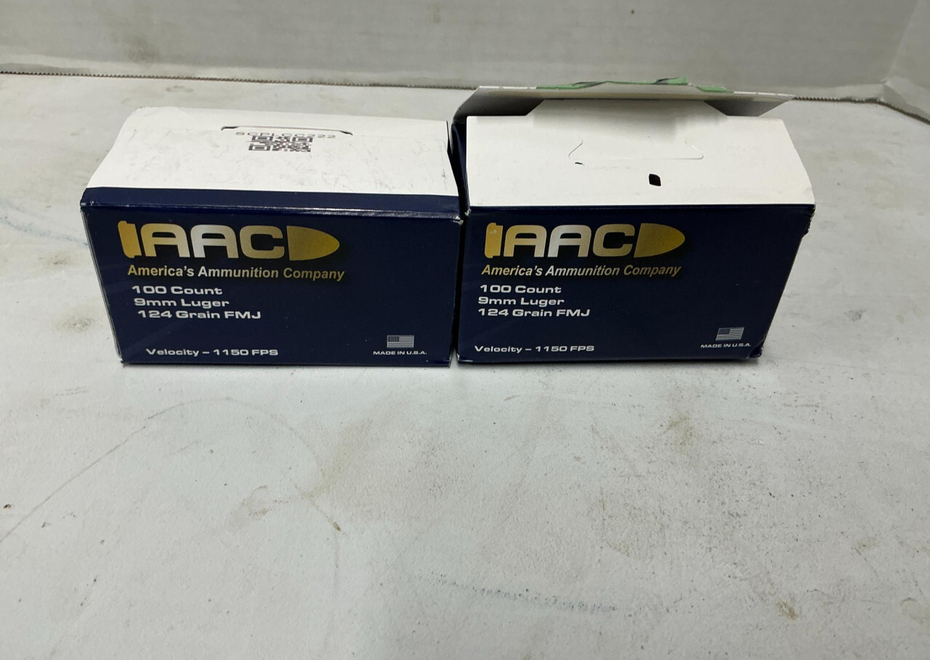 SCPLCC222
AAC
America's Ammunition Company
100 Count
9mm Luger
124 Grain FMJ
Velocity – 1150 FPS
MADE IN U.S.A.
AAC
America's Ammunition Company
100 Count
9mm Luger
124 Grain FMJ
Velocity – 1150 FPS
MADE IN U.S.A.